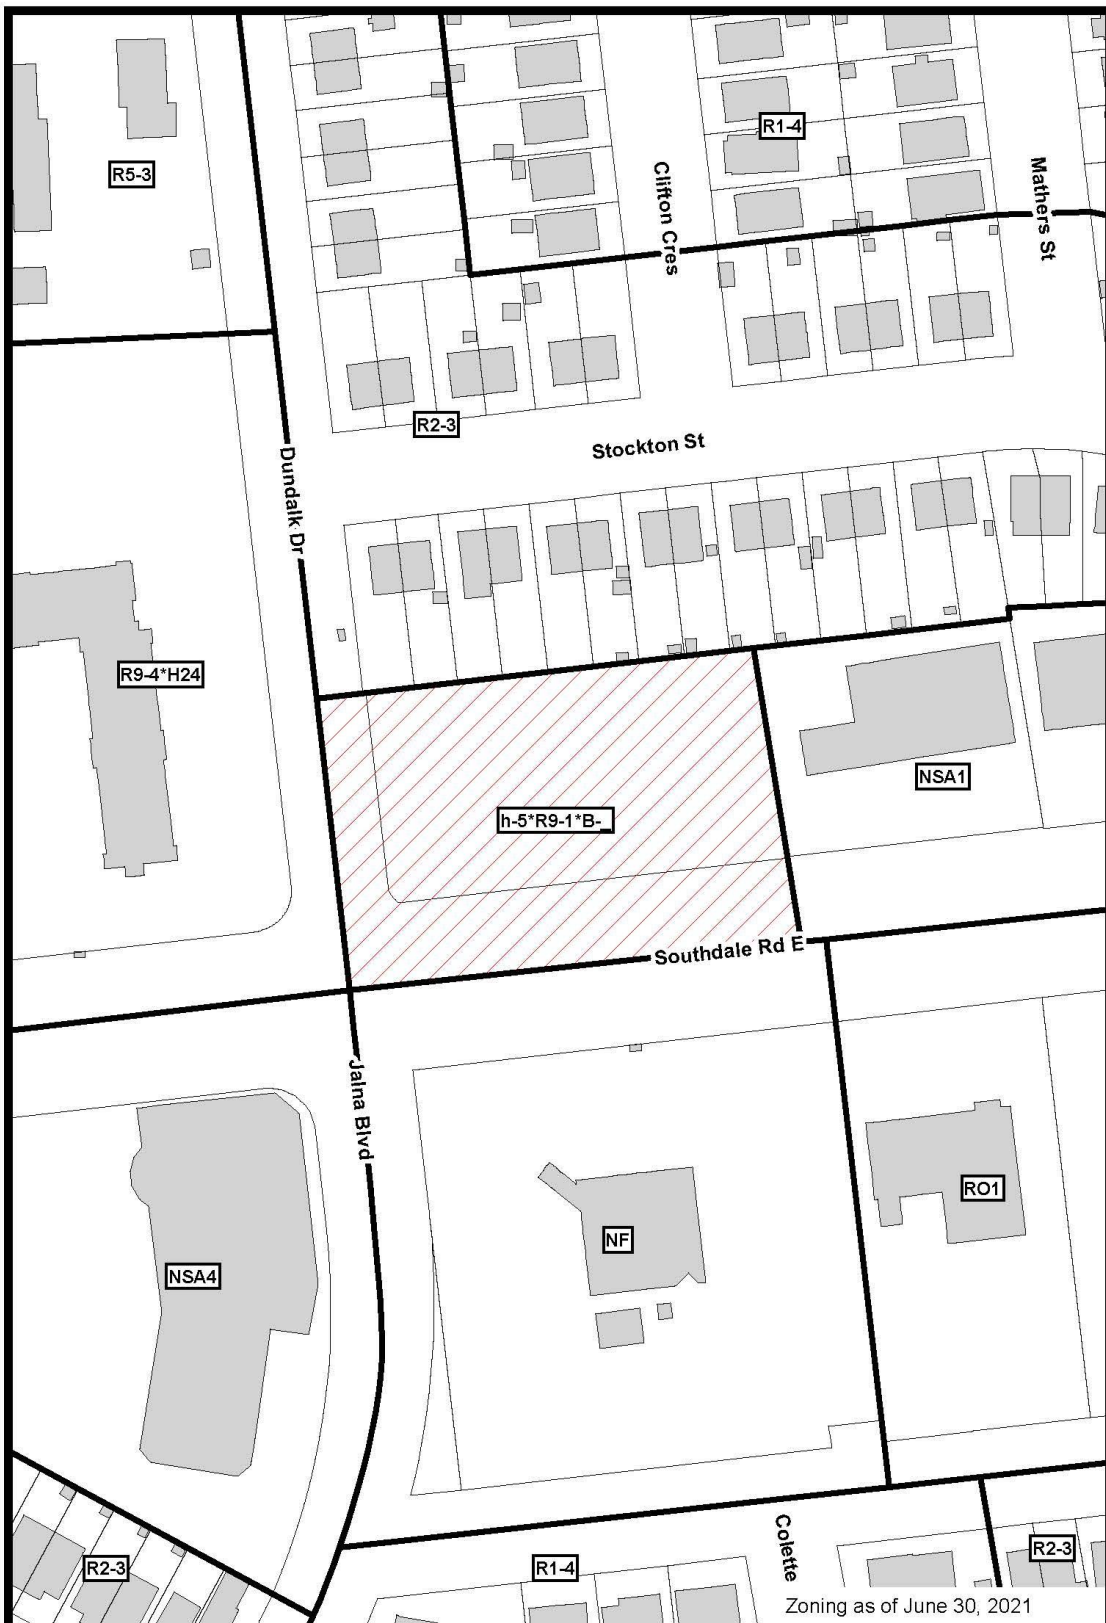 R1-4
R5-3
Clifton Cres
Mathers St
R2-3
Stockton St
Dundalk Dr
R9-4*H24
NSA1
h-5*R9-1*B-_
Southdale Rd E
Jalna Blvd
RO1
NF
NSA4
Colette
R2-3
R1-4
R2-3
Zoning as of June 30, 2021